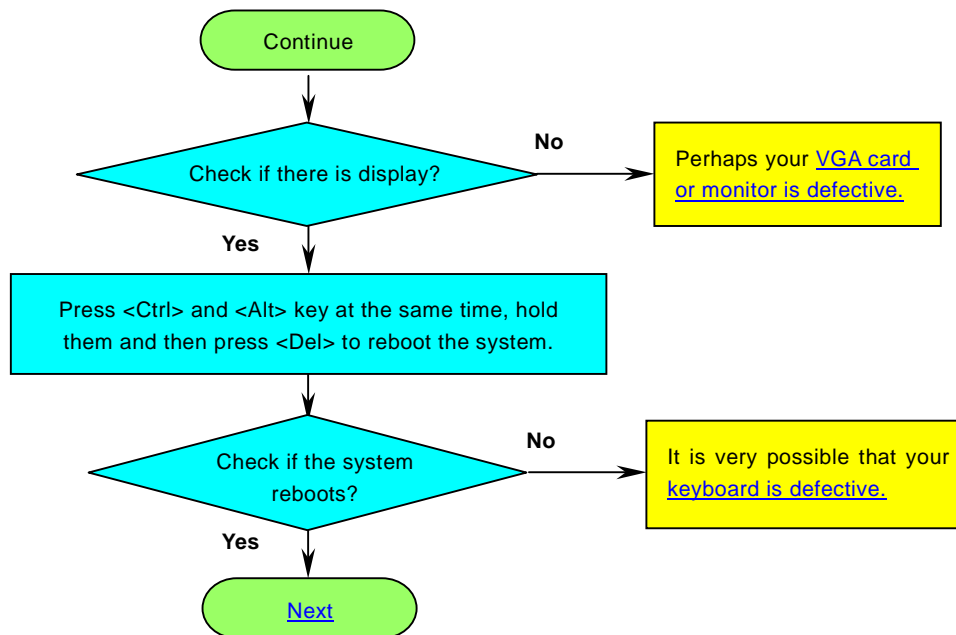 Continue
Check if there is display?
No
Perhaps your VGA card
or monitor is defective.
Yes
Press <Ctrl> and <Alt> key at the same time, hold
them and then press <Del> to reboot the system.
Check if the system
reboots?
No
It is very possible that your
keyboard is defective.
Yes
Next